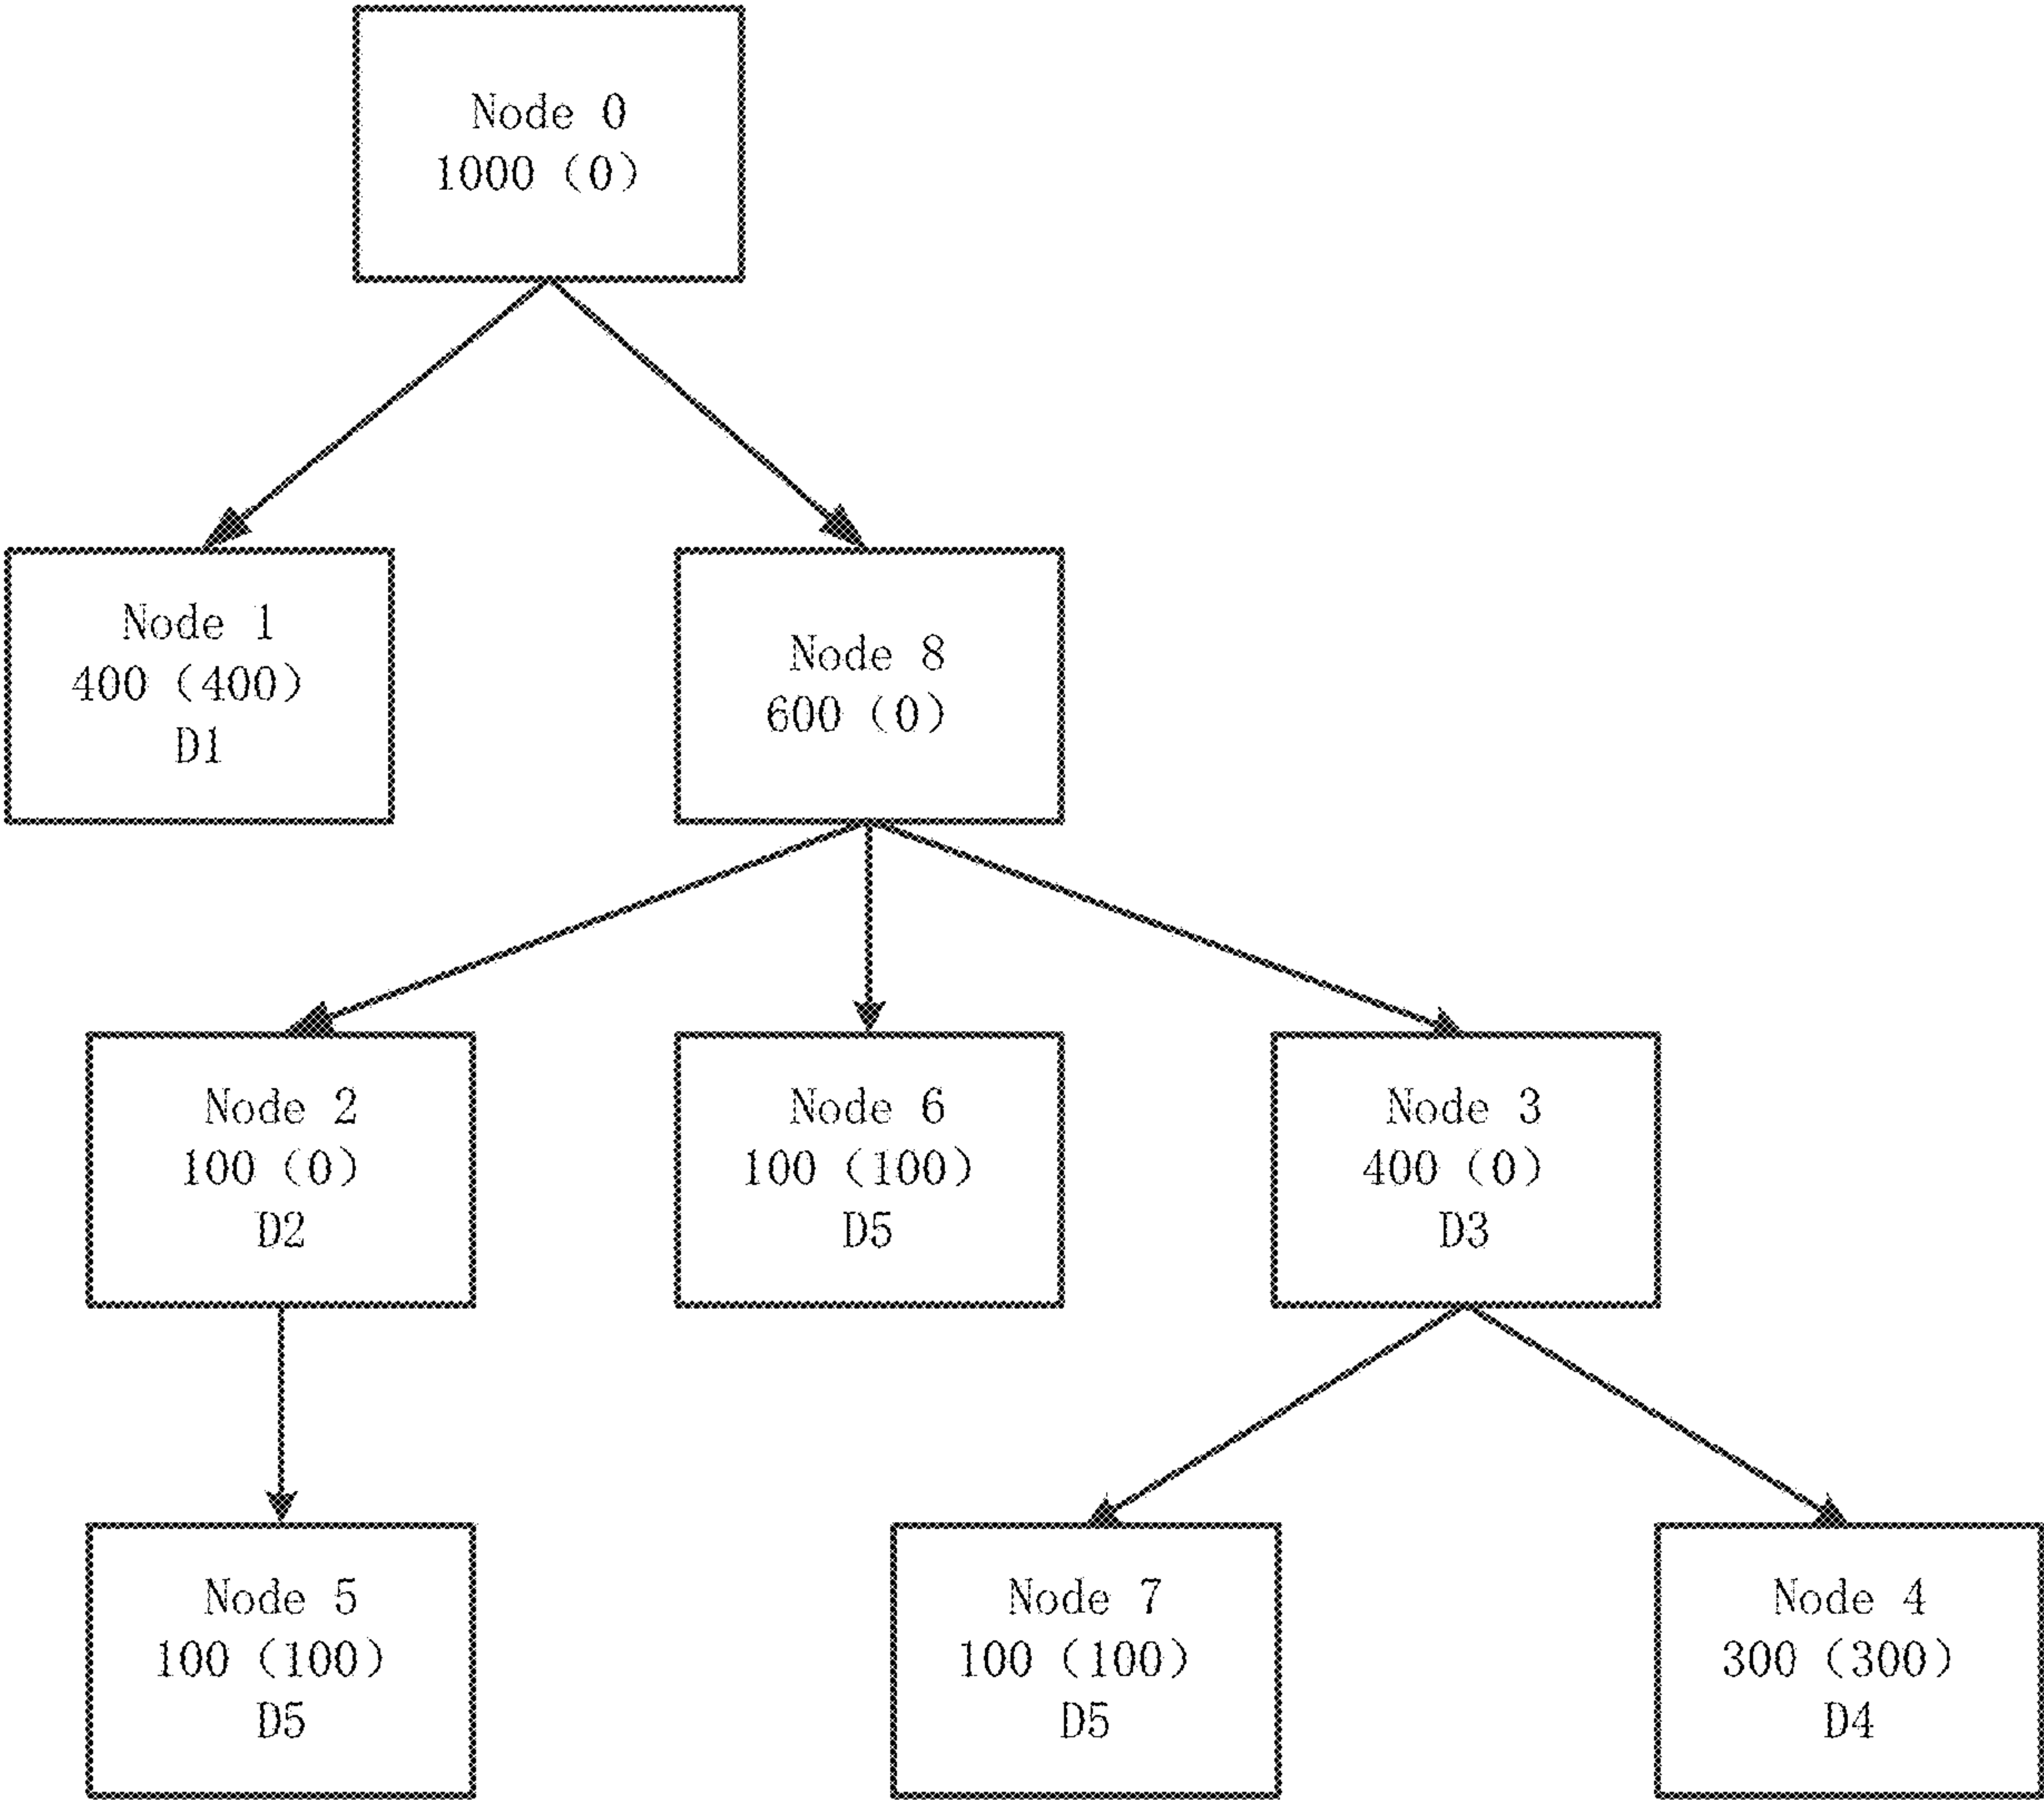 Node 0
1000 (0)
Node 1
400 (400)
D1
Node 8
600 (0)
Node 2
100 (0)
D2
Node 6
100 (100)
D5
Node 3
400 (0)
D3
Node 5
100 (100)
D5
Node 7
100 (100)
D5
Node 4
300 (300)
D4